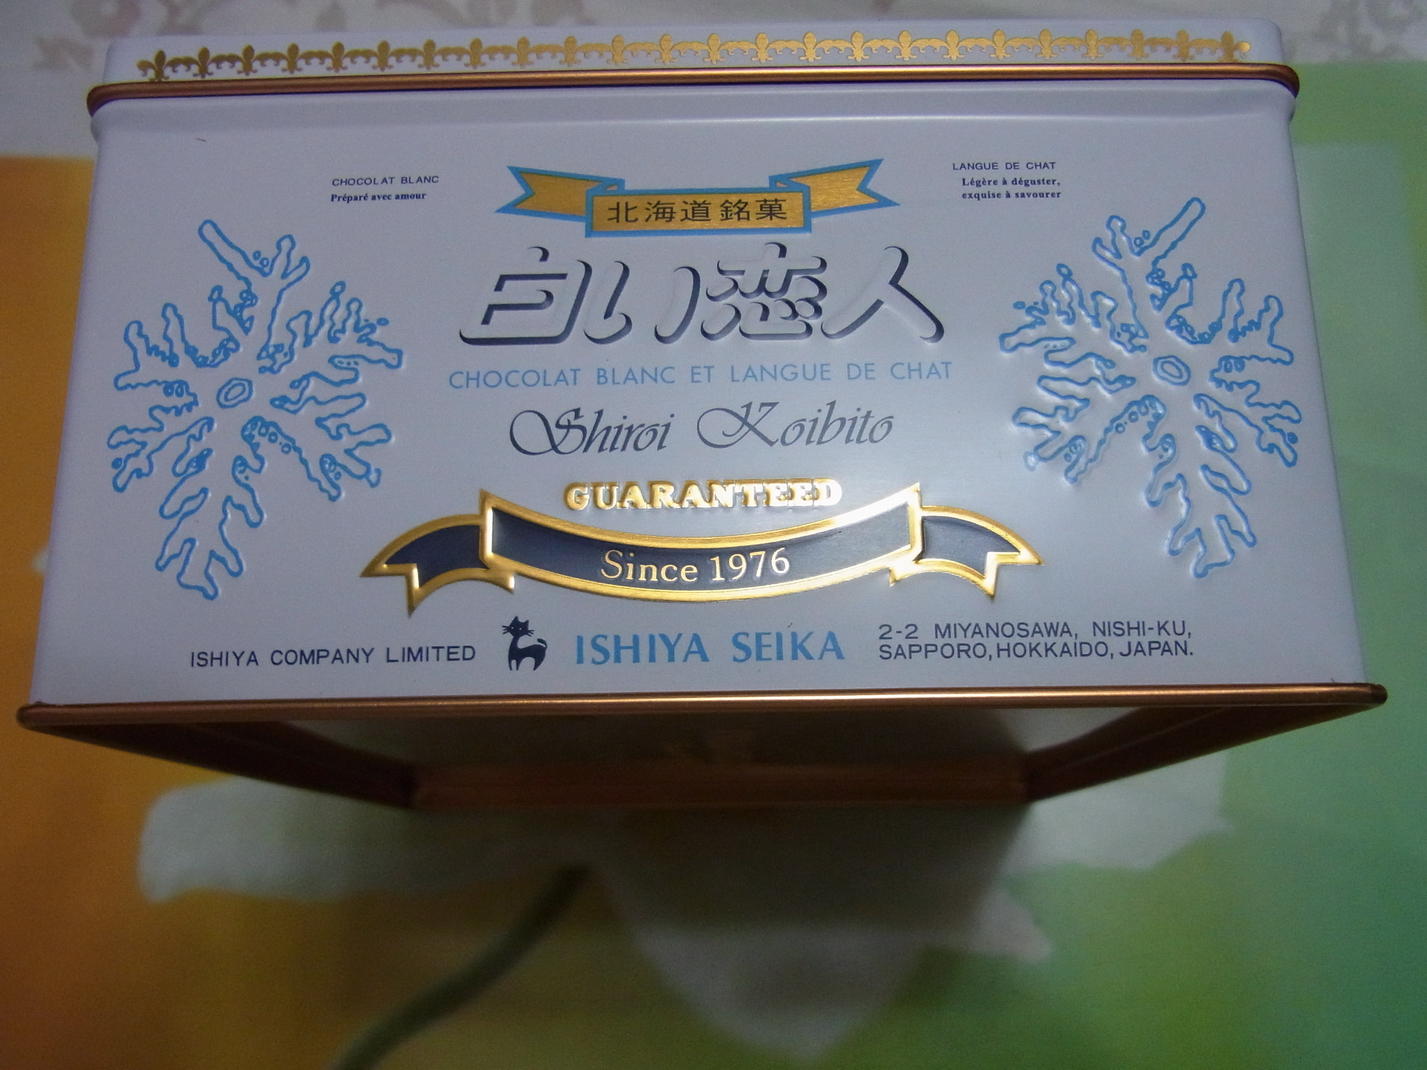 CHOCOLAT BLANC
Préparé avec amour
北海道銘菓
LANGUE DE CHAT
Légère à déguster,
exquise à savourer
白い恋人
CHOCOLAT BLANC ET LANGUE DE CHAT
Shiroi Koibito
GUARANTEED
Since 1976
ISHIYA COMPANY LIMITED
ISHIYA SEIKA
2-2 MIYANOSAWA, NISHI-KU,
SAPPORO, HOKKAIDO, JAPAN.